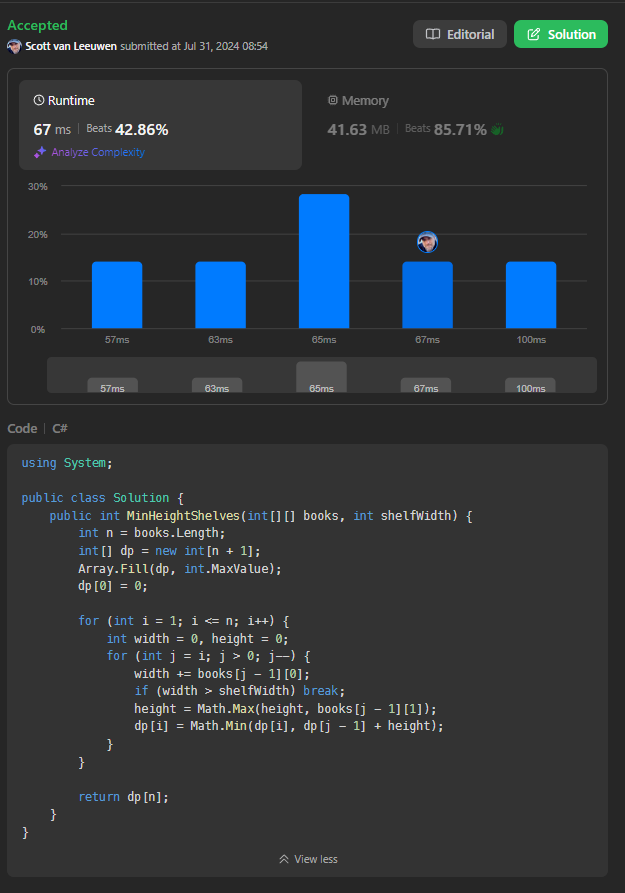 Accepted
Scott van Leeuwen submitted at Jul 31, 2024 08:54
Editorial
Solution
Runtime
67 ms | Beats 42.86%
Analyze Complexity
Memory
41.63 MB | Beats 85.71%
30%
20%
10%
0%
57ms 63ms 65ms 67ms 100ms
57ms 63ms 65ms 67ms 100ms
Code | C#
using System;
public class Solution {
    public int MinHeightShelves(int[][] books, int shelfWidth) {
        int n = books.Length;
        int[] dp = new int[n + 1];
        Array.Fill(dp, int.MaxValue);
        dp[0] = 0;
        for (int i = 1; i <= n; i++) {
            int width = 0, height = 0;
            for (int j = i; j > 0; j--) {
                width += books[j - 1][0];
                if (width > shelfWidth) break;
                height = Math.Max(height, books[j - 1][1]);
                dp[i] = Math.Min(dp[i], dp[j - 1] + height);
            }
        }
        return dp[n];
    }
}
View less